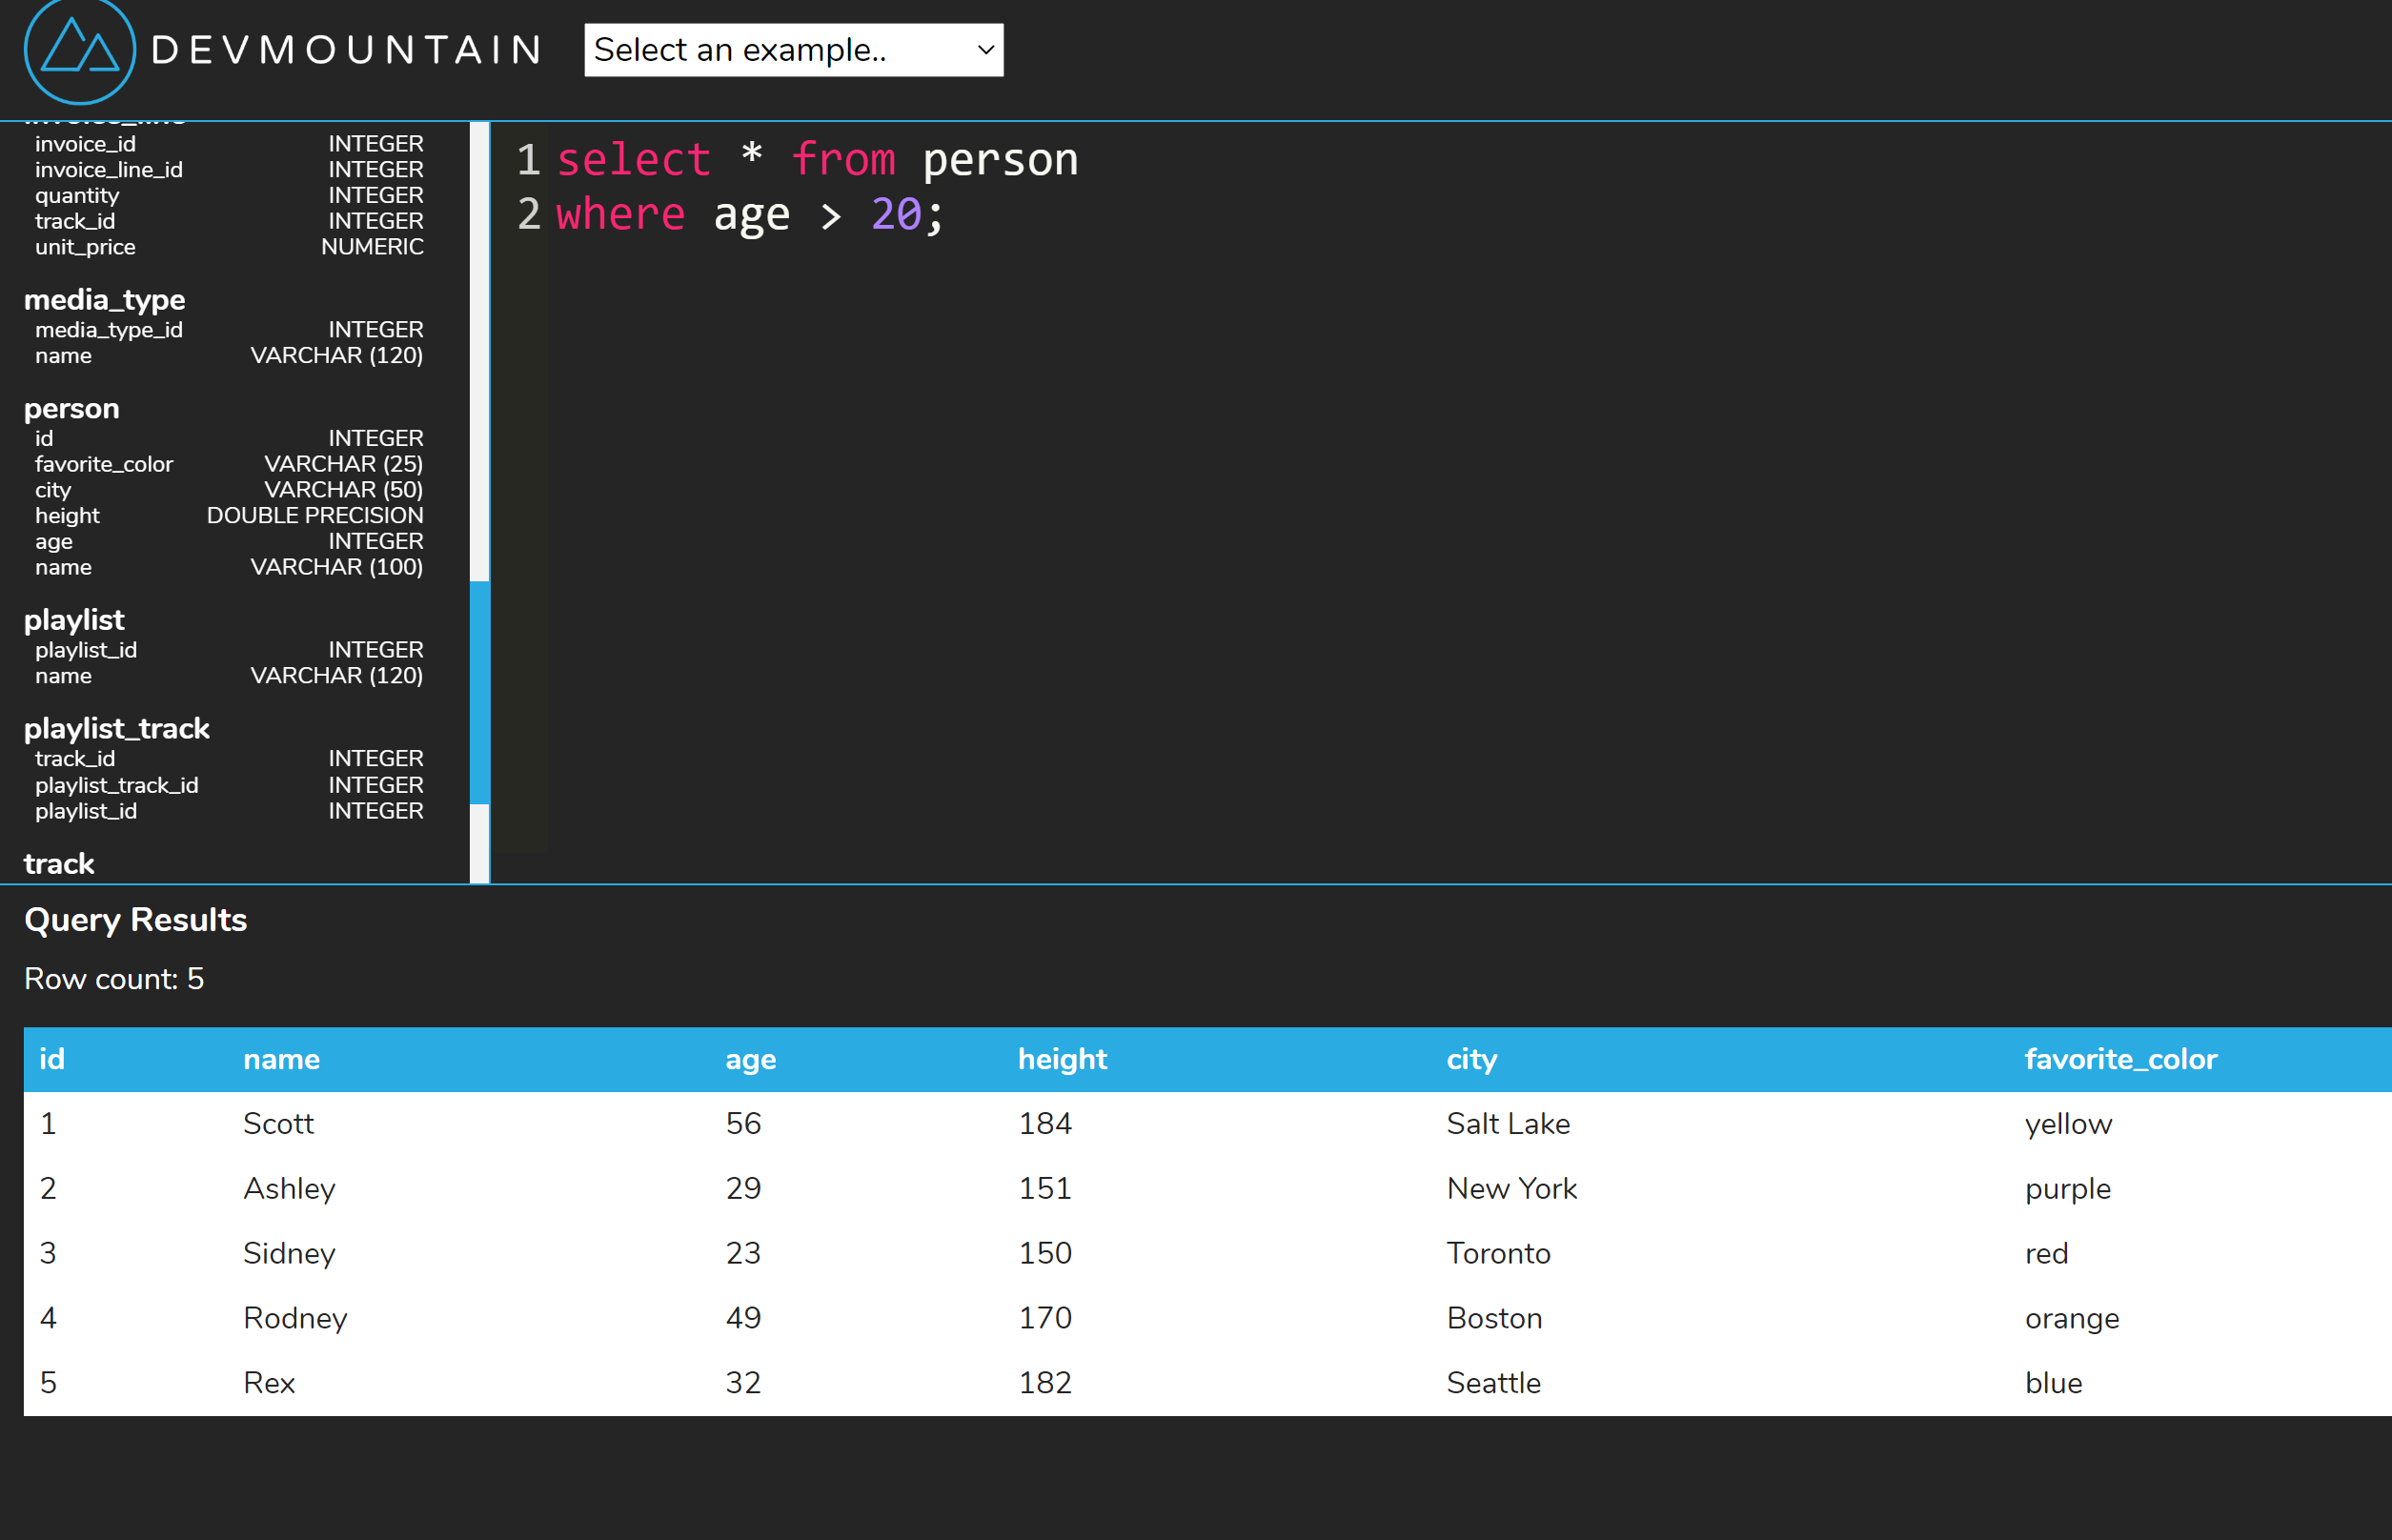 DEVMOUNTAIN Select an example..
invoice_id INTEGER
invoice_line_id INTEGER
quantity INTEGER
track_id INTEGER
unit_price NUMERIC
media_type
media_type_id INTEGER
name VARCHAR (120)
person
id INTEGER
favorite_color VARCHAR (25)
city VARCHAR (50)
height DOUBLE PRECISION
age INTEGER
name VARCHAR (100)
playlist
playlist_id INTEGER
name VARCHAR (120)
playlist_track
track_id INTEGER
playlist_track_id INTEGER
playlist_id INTEGER
track
1 select * from person
2 where age > 20;
Query Results
Row count: 5
id name age height city favorite_color
1 Scott 56 184 Salt Lake yellow
2 Ashley 29 151 New York purple
3 Sidney 23 150 Toronto red
4 Rodney 49 170 Boston orange
5 Rex 32 182 Seattle blue